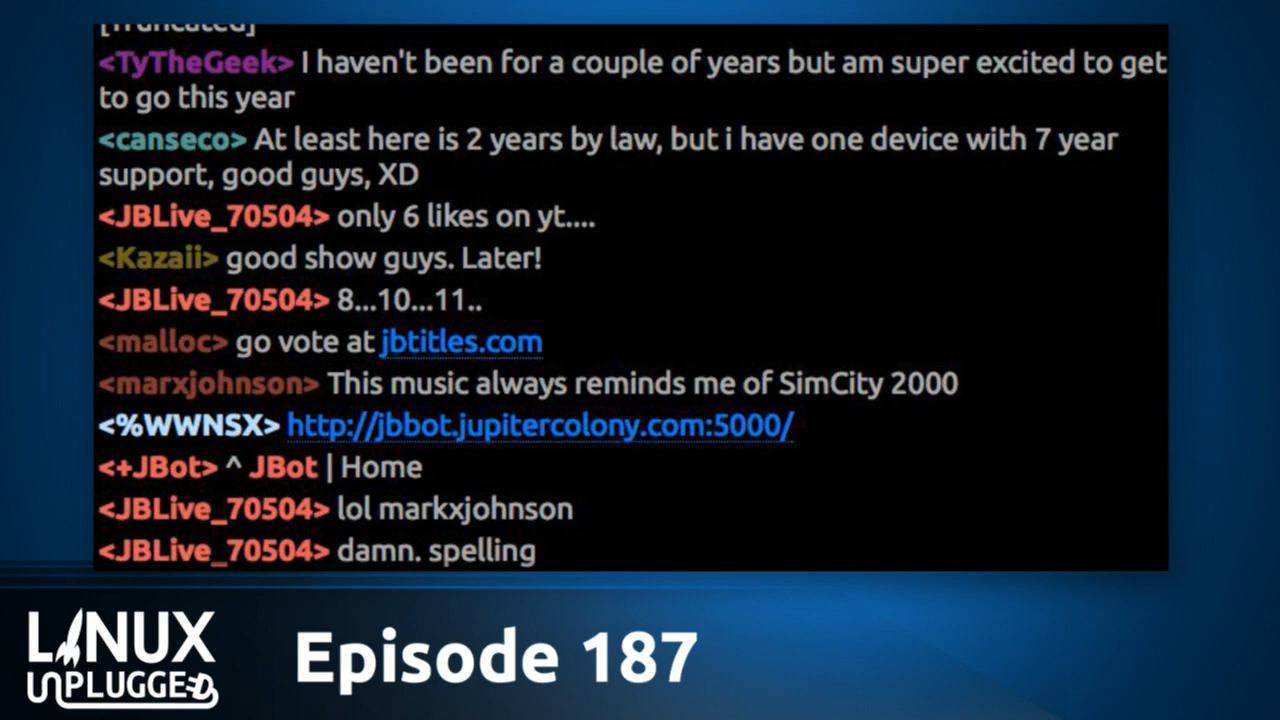 [Truncated]
<TyTheGeek> I haven't been for a couple of years but am super excited to get
to go this year
<canseco> At least here is 2 years by law, but i have one device with 7 year
support, good guys, XD
<JBLive_70504> only 6 likes on yt....
<Kazaii> good show guys. Later!
<JBLive_70504> 8...10...11..
<malloc> go vote at jbtitles.com
<marxjohnson> This music always reminds me of SimCity 2000
<%WWNSX> http://jbbot.jupitercolony.com:5000/
<+JBot> ^ JBot | Home
<JBLive_70504> lol markxjohnson
<JBLive_70504> damn. spelling
LINUX
UNPLUGGED
Episode 187